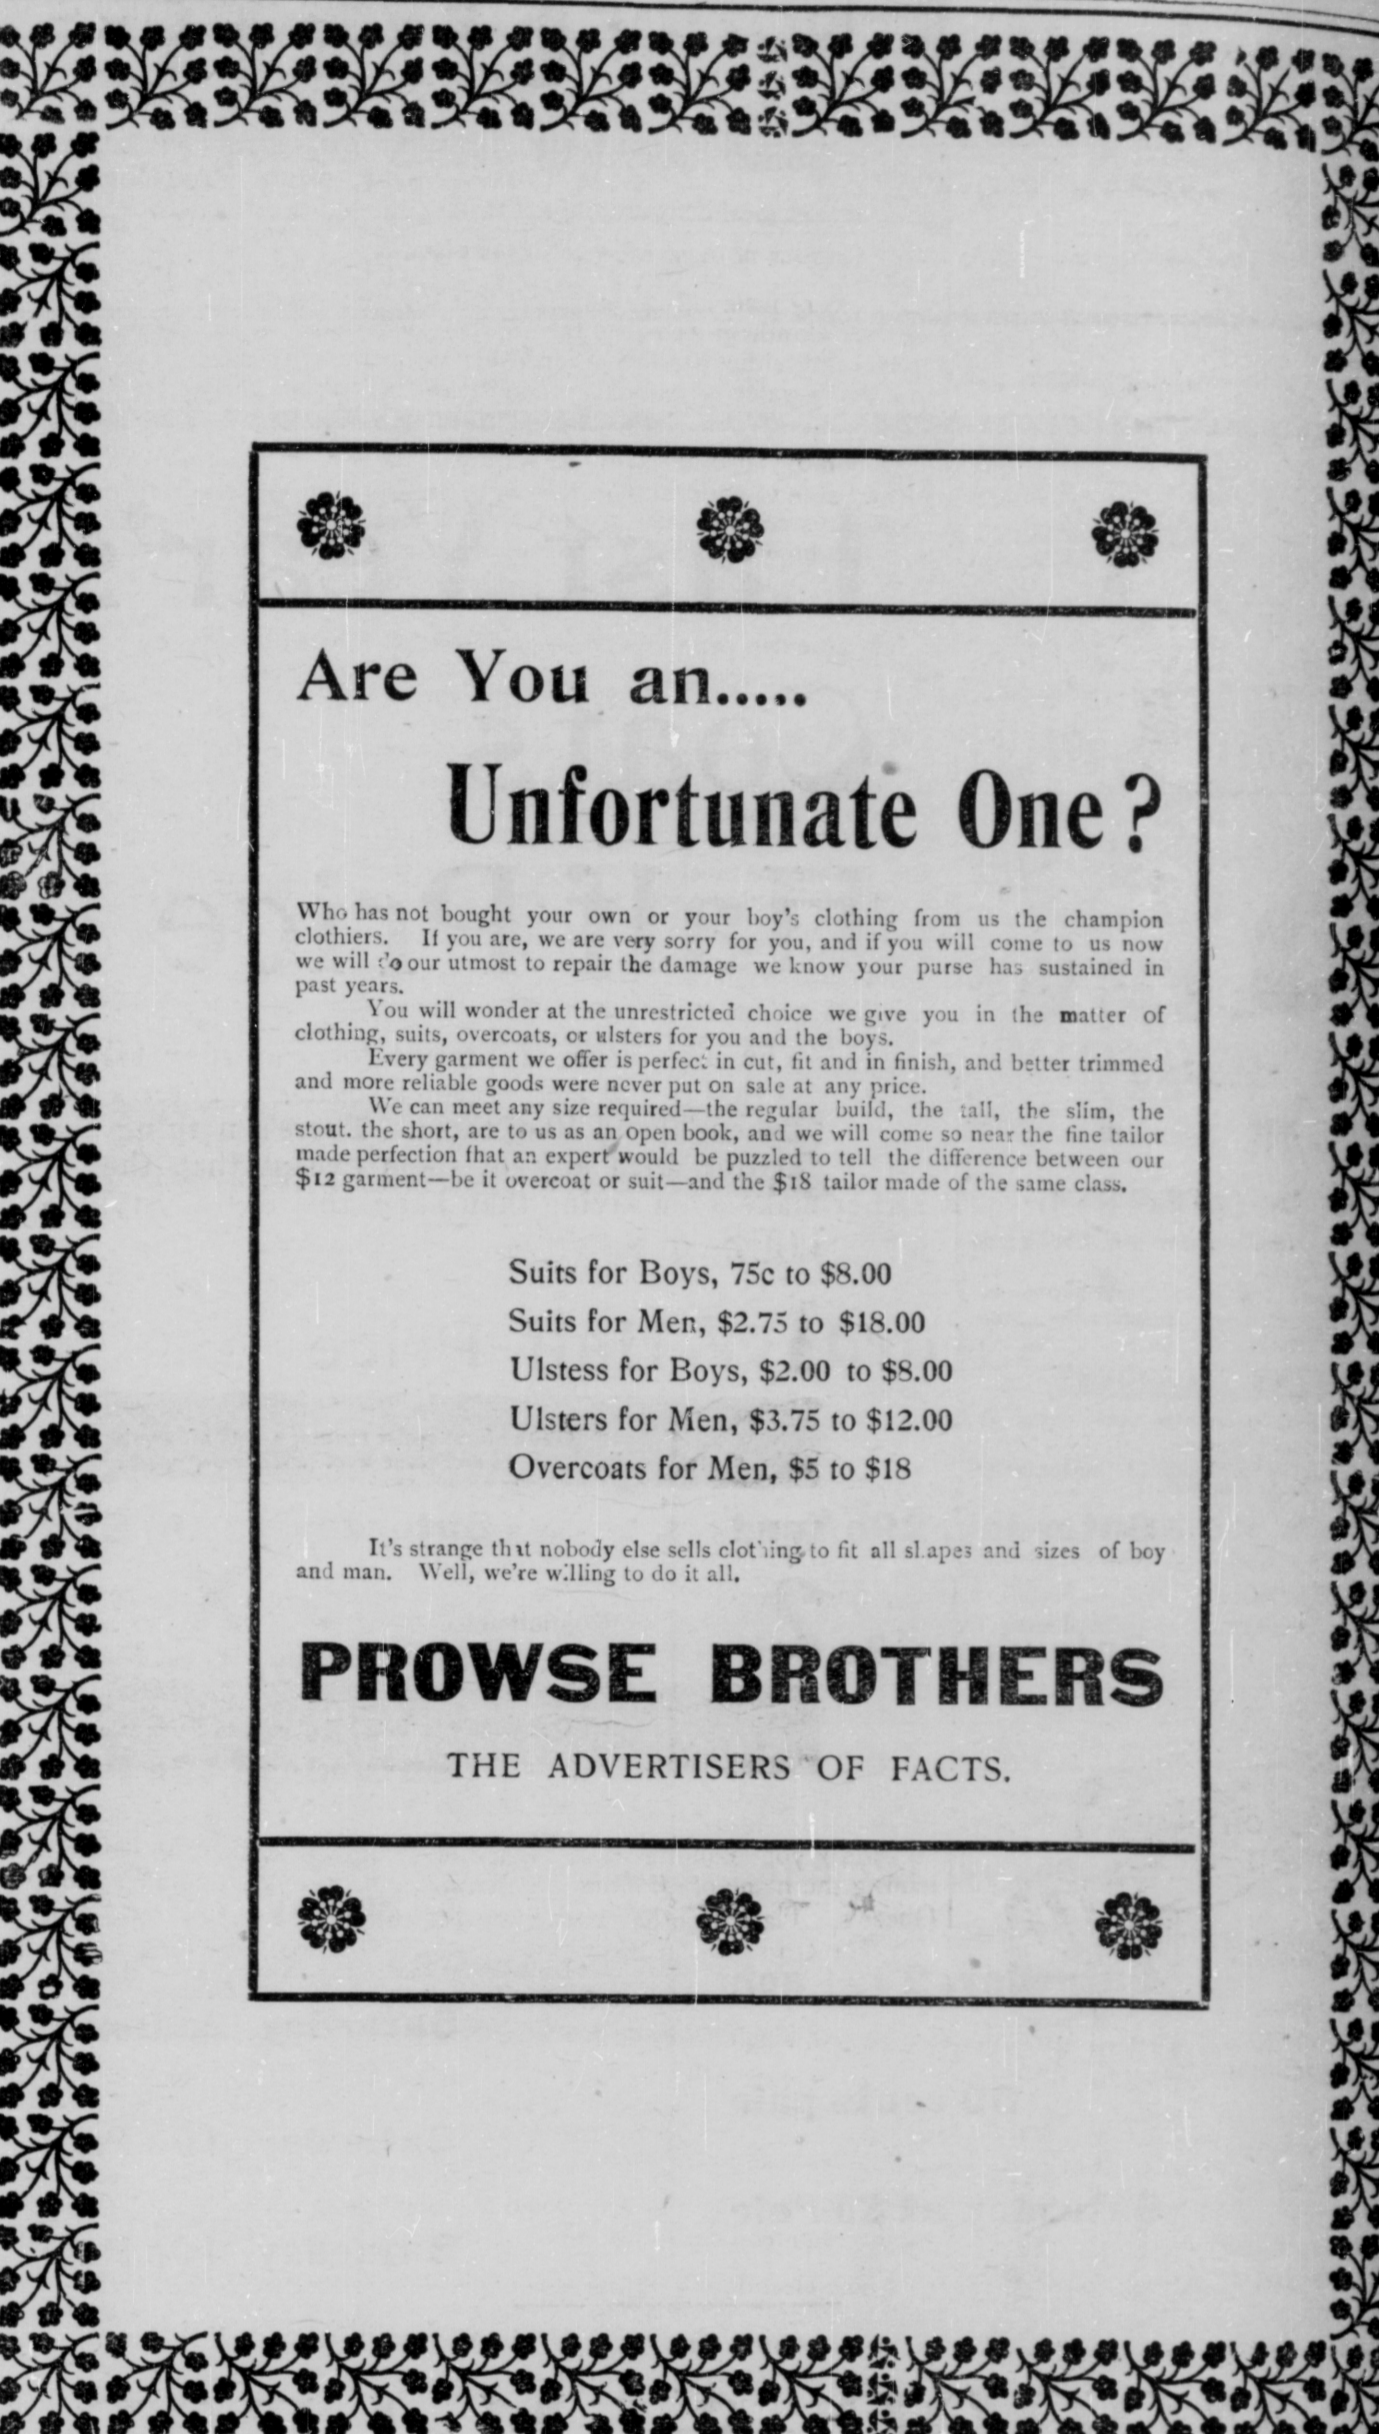 Are You an.....
Unfortunate One?
Who has not bought your own or your boy's clothing from us the champion
clothiers. If you are, we are very sorry for you, and if you will come to us now
we will do our utmost to repair the damage we know your purse has sustained in
past years.
You will wonder at the unrestricted choice we give you in the matter of
clothing, suits, overcoats, or ulsters for you and the boys.
Every garment we offer is perfect in cut, fit and in finish, and better trimmed
and more reliable goods were never put on sale at any price.
We can meet any size required—the regular build, the tall, the slim, the
stout. the short, are to us as an open book, and we will come so near the fine tailor
made perfection that an expert would be puzzled to tell the difference between our
$12 garment—be it overcoat or suit—and the $18 tailor made of the same class.
Suits for Boys, 75c to $8.00
Suits for Men, $2.75 to $18.00
Ulstess for Boys, $2.00 to $8.00
Ulsters for Men, $3.75 to $12.00
Overcoats for Men, $5 to $18
It's strange that nobody else sells clothing to fit all shapes and sizes of boy
and man. Well, we're willing to do it all.
PROWSE BROTHERS
THE ADVERTISERS OF FACTS.